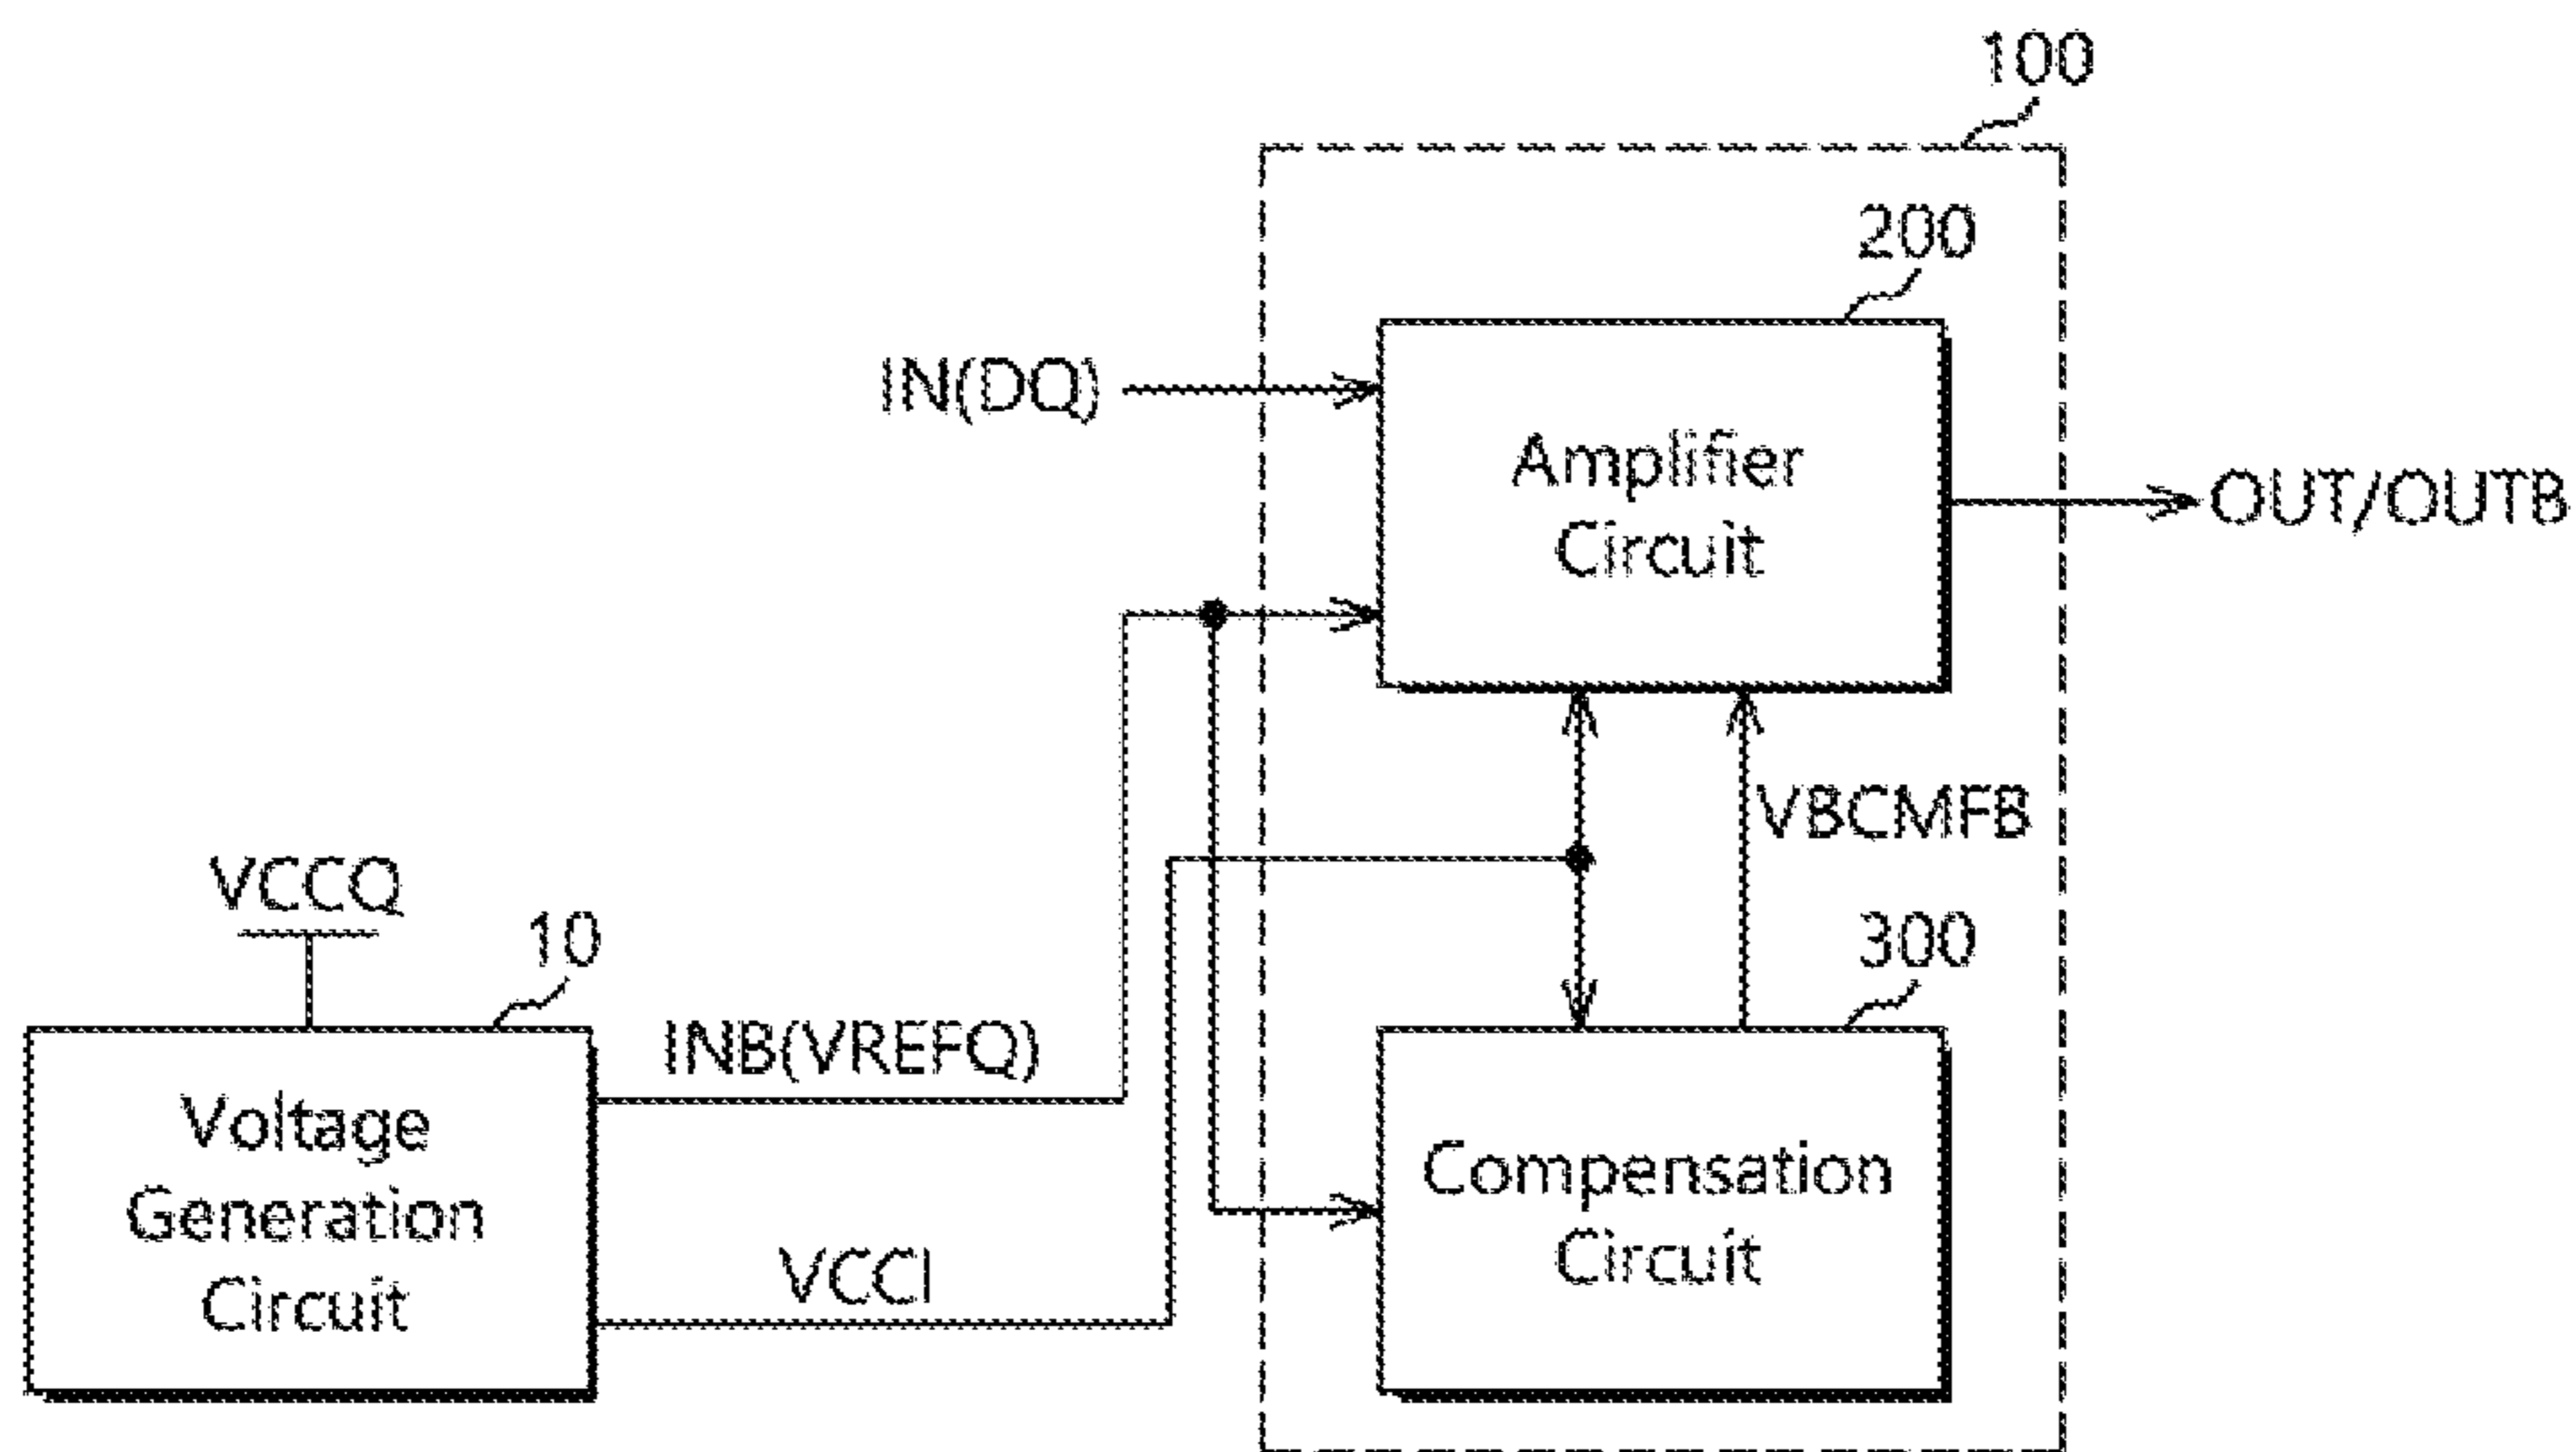 100
200
IN(DQ)
Amplifier
Circuit
OUT/OUTB
VBCMFB
VCCQ
10
300
INB(VREFQ)
Voltage
Generation
Circuit
VCCI
Compensation
Circuit